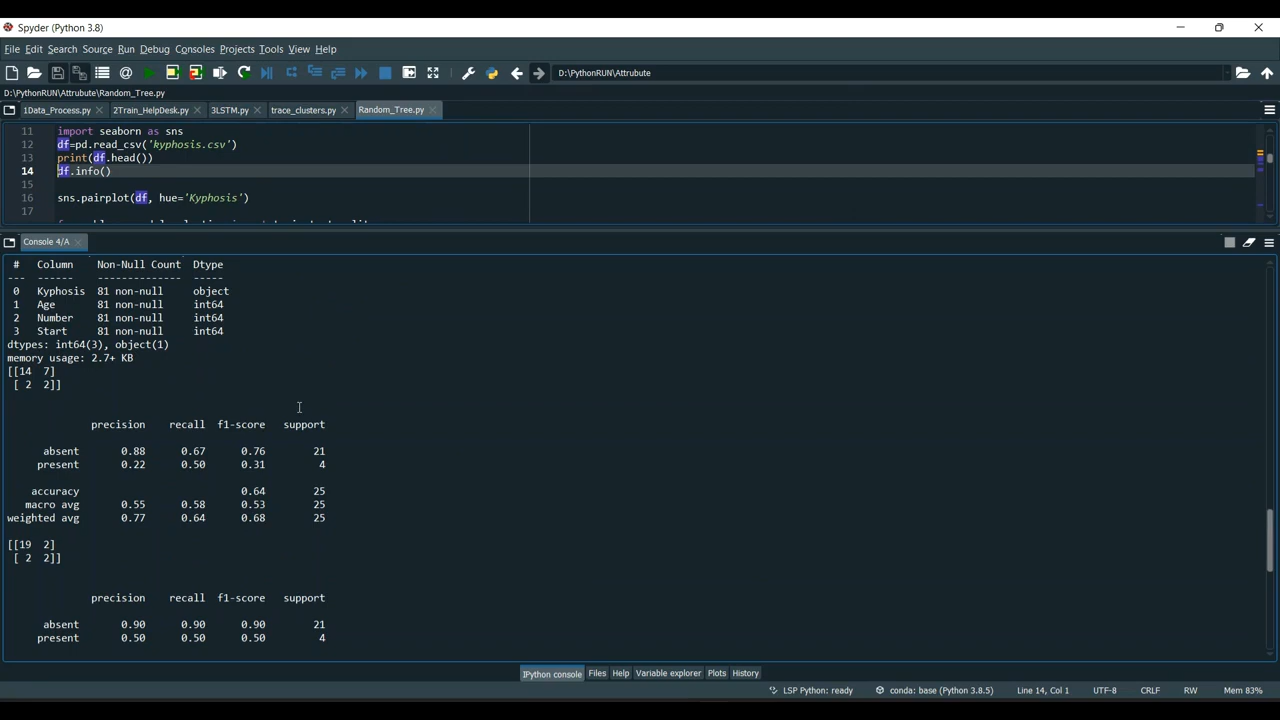 Spyder (Python 3.8)
File Edit Search Source Run Debug Consoles Projects Tools View Help
D:\PythonRUN\Attrubute
D:\PythonRUN\Attrubute\Random_Tree.py
1Data_Process.py 2Train_HelpDesk.py 3LSTM.py trace_clusters.py Random_Tree.py
11 import seaborn as sns
12 df=pd.read_csv('kyphosis.csv')
13 print(df.head())
14 df.info()
15
16 sns.pairplot(df, hue='Kyphosis')
17
Console 4/A
# Column Non-Null Count Dtype
--- ------ -------------- -----
0 Kyphosis 81 non-null object
1 Age 81 non-null int64
2 Number 81 non-null int64
3 Start 81 non-null int64
dtypes: int64(3), object(1)
memory usage: 2.7+ KB
[[14 7]
[ 2 2]]
precision recall f1-score support
absent 0.88 0.67 0.76 21
present 0.22 0.50 0.31 4
accuracy 0.64 25
macro avg 0.55 0.58 0.53 25
weighted avg 0.77 0.64 0.68 25
[[19 2]
[ 2 2]]
precision recall f1-score support
absent 0.90 0.90 0.90 21
present 0.50 0.50 0.50 4
IPython console Files Help Variable explorer Plots History
LSP Python: ready conda: base (Python 3.8.5) Line 14, Col 1 UTF-8 CRLF RW Mem 83%